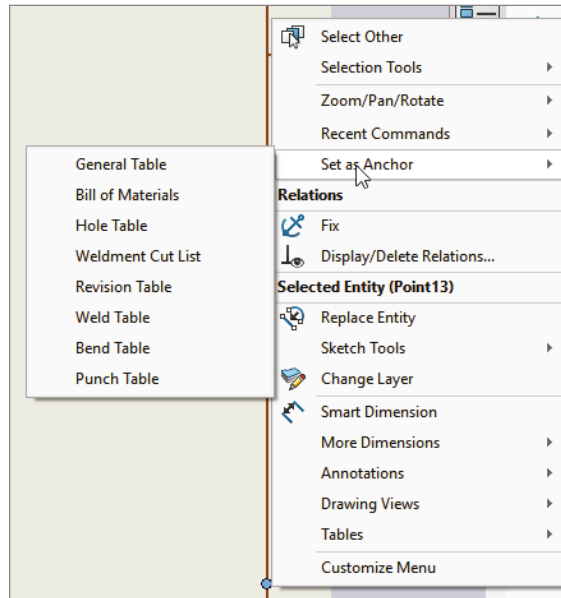 Select Other
Selection Tools
Zoom/Pan/Rotate
Recent Commands
Set as Anchor
General Table
Bill of Materials
Hole Table
Weldment Cut List
Revision Table
Weld Table
Bend Table
Punch Table
Relations
Fix
Display/Delete Relations...
Selected Entity (Point13)
Replace Entity
Sketch Tools
Change Layer
Smart Dimension
More Dimensions
Annotations
Drawing Views
Tables
Customize Menu